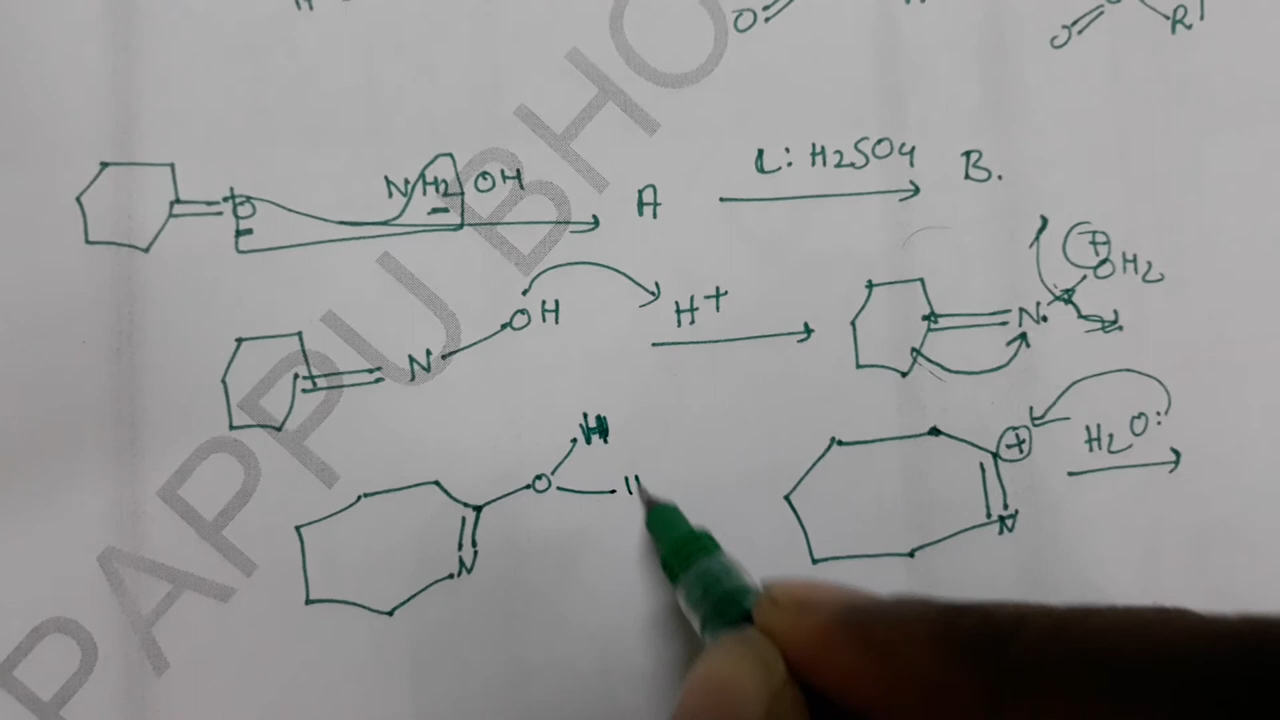 O R'
O
O NH2 OH A L: H2SO4 B.
N OH H+ N. + OH2
N O H H + N H2O:
PAPPU BHO